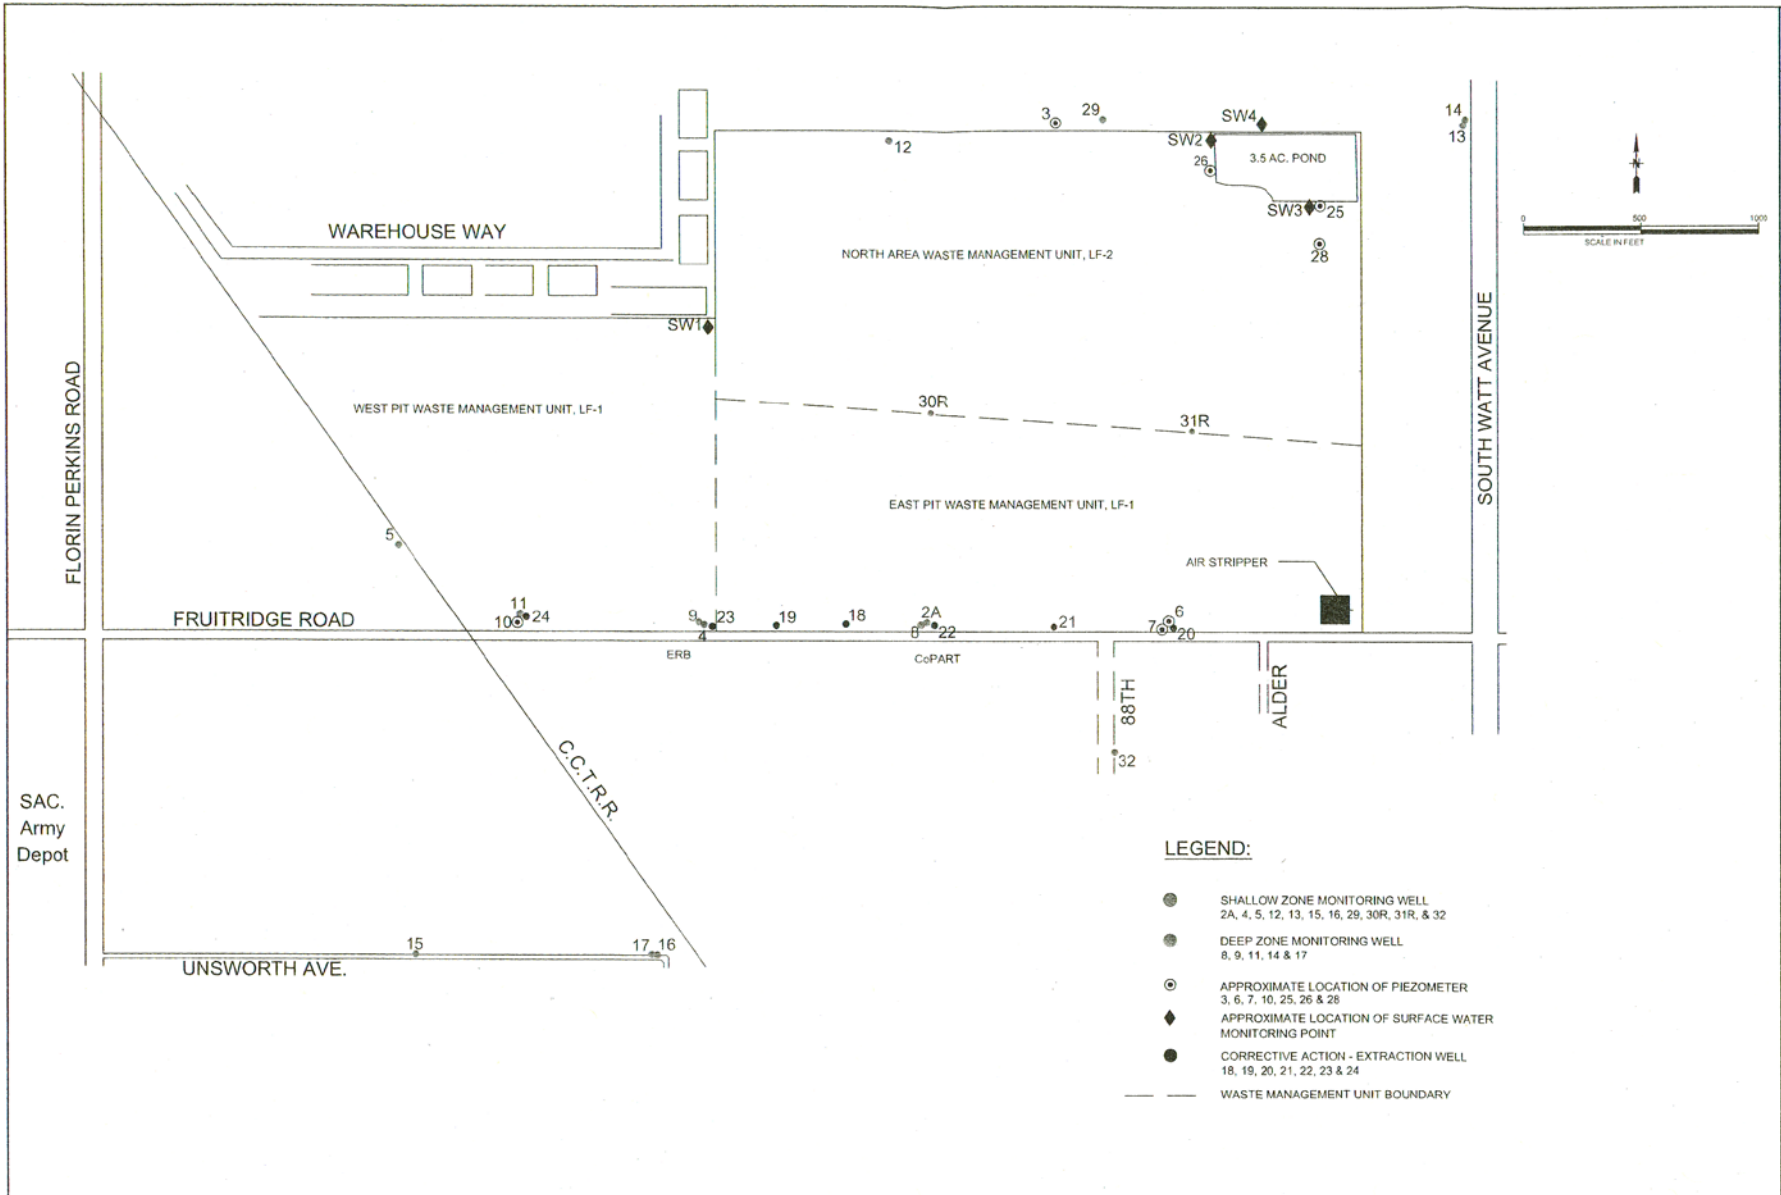 3
29
SW4
14
13
SW2
12
3.5 AC. POND
26
N
SW3
25
0
500
1000
SCALE IN FEET
WAREHOUSE WAY
NORTH AREA WASTE MANAGEMENT UNIT, LF-2
28
SW1
SOUTH WATT AVENUE
FLORIN PERKINS ROAD
WEST PIT WASTE MANAGEMENT UNIT, LF-1
30R
31R
EAST PIT WASTE MANAGEMENT UNIT, LF-1
5
AIR STRIPPER
FRUITRIDGE ROAD
11
10
24
9
4
23
19
18
2A
8
22
21
6
7
20
ERB
CoPART
88TH
ALDER
32
C.C.T.R.R.
SAC.
Army
Depot
15
17
16
UNSWORTH AVE.
LEGEND:
SHALLOW ZONE MONITORING WELL
2A, 4, 5, 12, 13, 15, 16, 29, 30R, 31R, & 32
DEEP ZONE MONITORING WELL
8, 9, 11, 14 & 17
APPROXIMATE LOCATION OF PIEZOMETER
3, 6, 7, 10, 25, 26 & 28
APPROXIMATE LOCATION OF SURFACE WATER
MONITORING POINT
CORRECTIVE ACTION - EXTRACTION WELL
18, 19, 20, 21, 22, 23 & 24
WASTE MANAGEMENT UNIT BOUNDARY